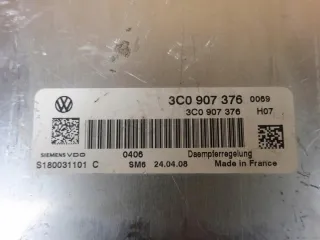 3C0 907 376 0069
3C0 907 376 H07
SIEMENS VDO 0406 Daempferregelung
S180031101 C SM6 24.04.08 Made in France